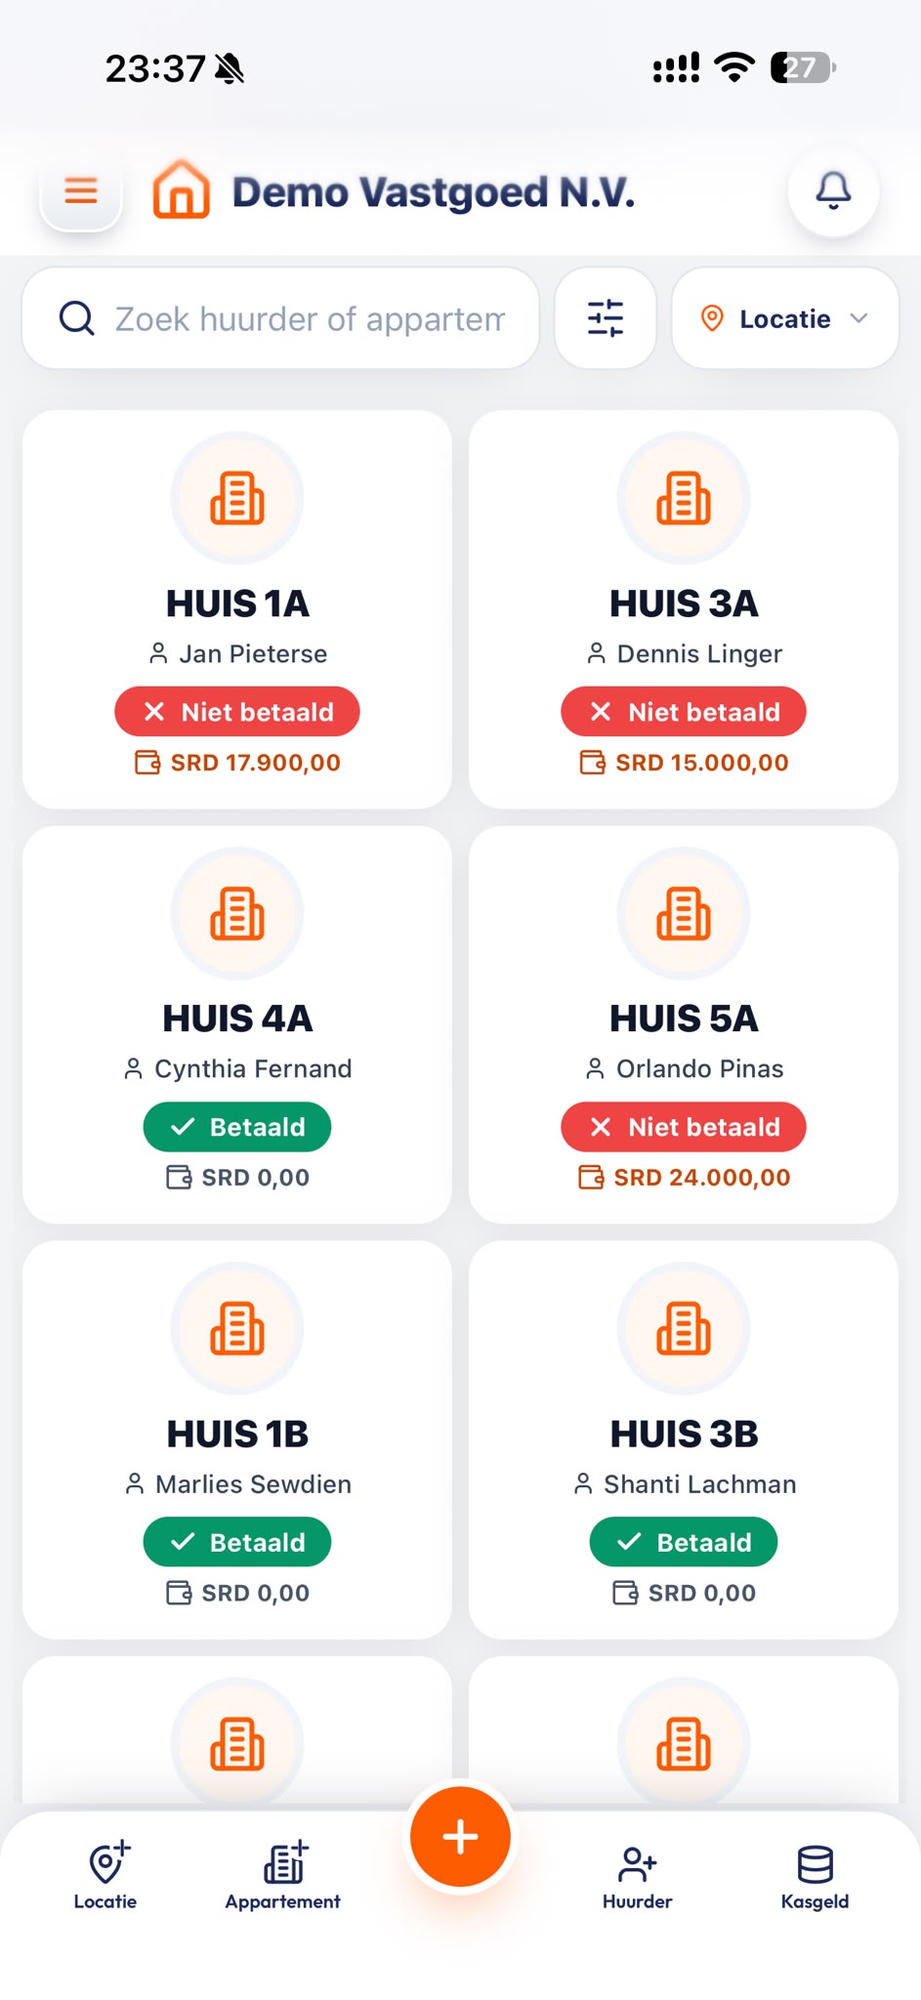 23:37
27
Demo Vastgoed N.V.
Zoek huurder of appartem
Locatie
HUIS 1A
Jan Pieterse
Niet betaald
SRD 17.900,00
HUIS 3A
Dennis Linger
Niet betaald
SRD 15.000,00
HUIS 4A
Cynthia Fernand
Betaald
SRD 0,00
HUIS 5A
Orlando Pinas
Niet betaald
SRD 24.000,00
HUIS 1B
Marlies Sewdien
Betaald
SRD 0,00
HUIS 3B
Shanti Lachman
Betaald
SRD 0,00
Locatie
Appartement
Huurder
Kasgeld